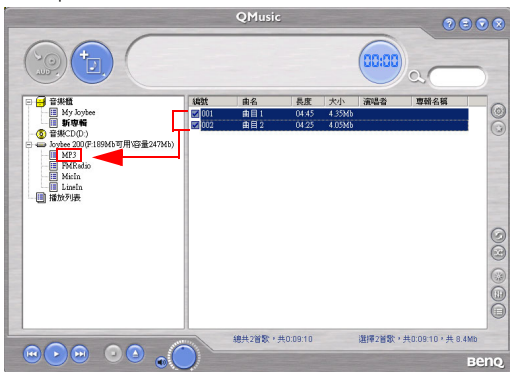 QMusic
AUD
00:00
音樂櫃
My Joybee
新專輯
音樂CD(D:)
Joybee 200(F:189Mb可用/容量247Mb)
MP3
FMRadio
MicIn
LineIn
播放列表
編號 曲名 長度 大小 演唱者 專輯名稱
001 曲目 1 04:45 4.35Mb
002 曲目 2 04:25 4.05Mb
總共2首歌，共0:09:10 選擇2首歌，共0:09:10，共 8.4Mb
BenQ